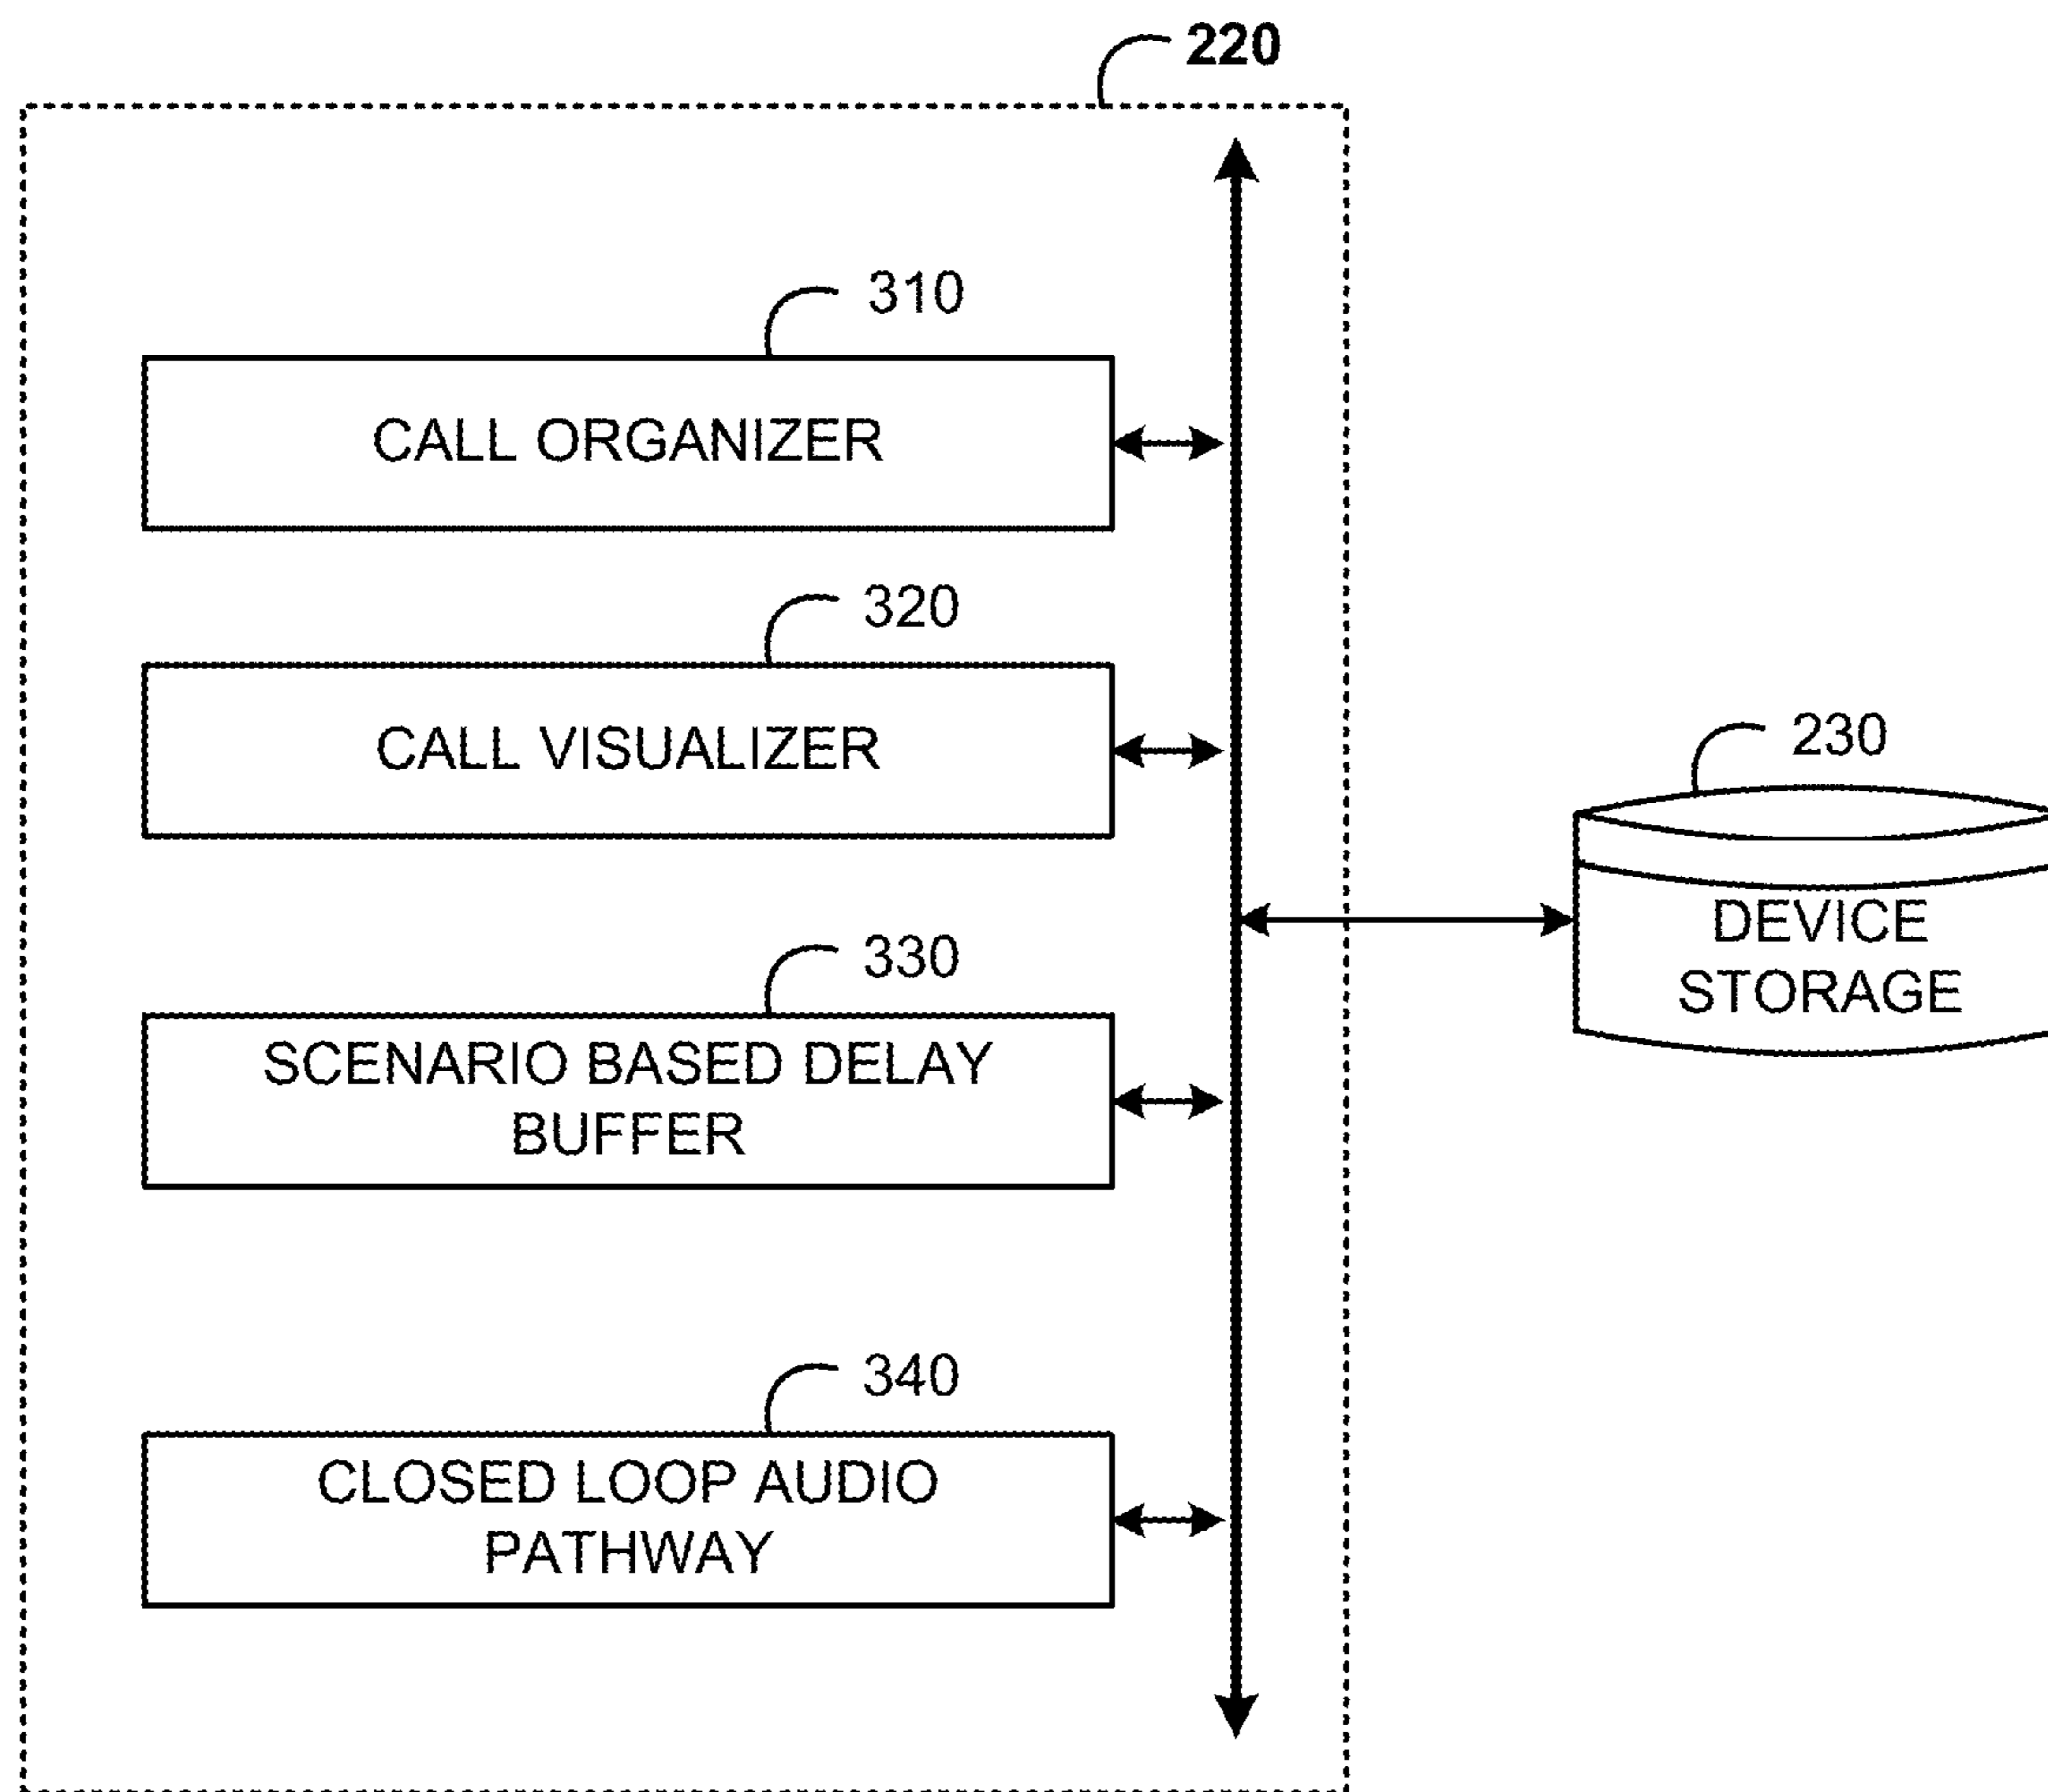 220
310
CALL ORGANIZER
320
CALL VISUALIZER
230
DEVICE
STORAGE
330
SCENARIO BASED DELAY
BUFFER
340
CLOSED LOOP AUDIO
PATHWAY